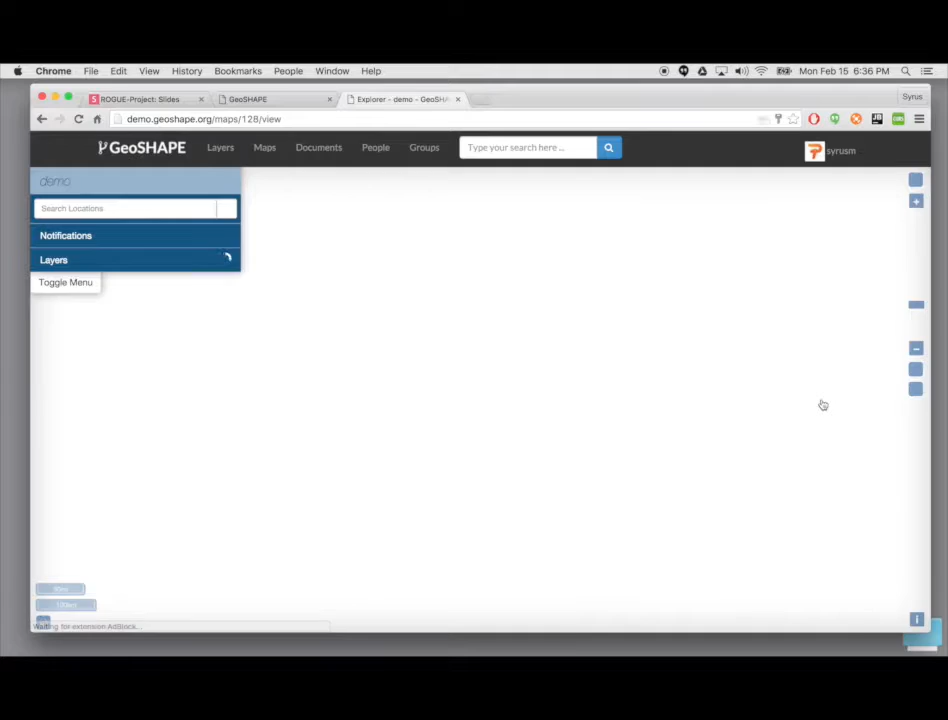 Chrome File Edit View History Bookmarks People Window Help Mon Feb 15 6:36 PM
ROGUE-Project: Slides GeoSHAPE Explorer - demo - GeoSH Syrus
demo.geoshape.org/maps/128/view
GeoSHAPE Layers Maps Documents People Groups Type your search here ... syrusm
demo
Search Locations
Notifications
Layers
Toggle Menu
Waiting for extension AdBlock...